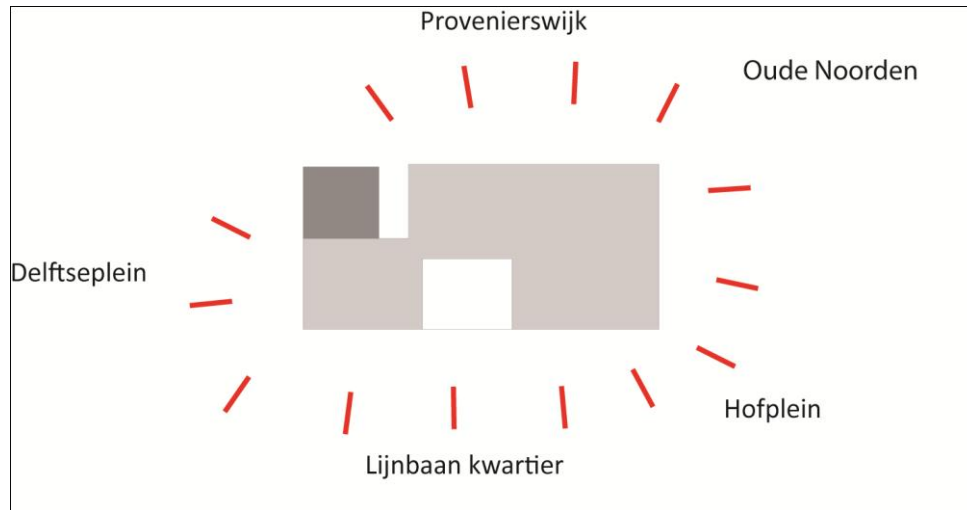 Provenierswijk
Oude Noorden
Delftseplein
Hofplein
Lijnbaan kwartier